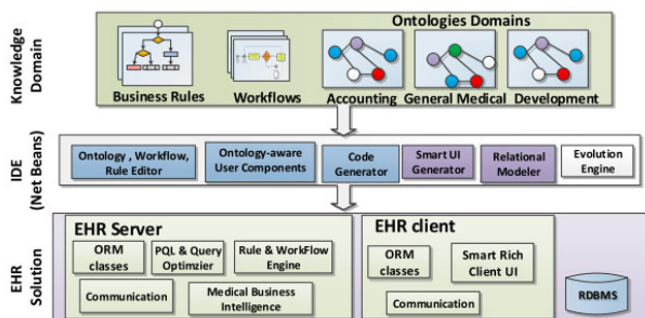 Knowledge
Domain
Ontologies Domains
Business Rules
Workflows
Accounting
General Medical
Development
IDE
(Net Beans)
Ontology , Workflow,
Rule Editor
Ontology-aware
User Components
Code
Generator
Smart UI
Generator
Relational
Modeler
Evolution
Engine
EHR
Solution
EHR Server
ORM
classes
PQL & Query
Optimzier
Rule & WorkFlow
Engine
Communication
Medical Business
Intelligence
EHR client
ORM
classes
Smart Rich
Client UI
Communication
RDBMS